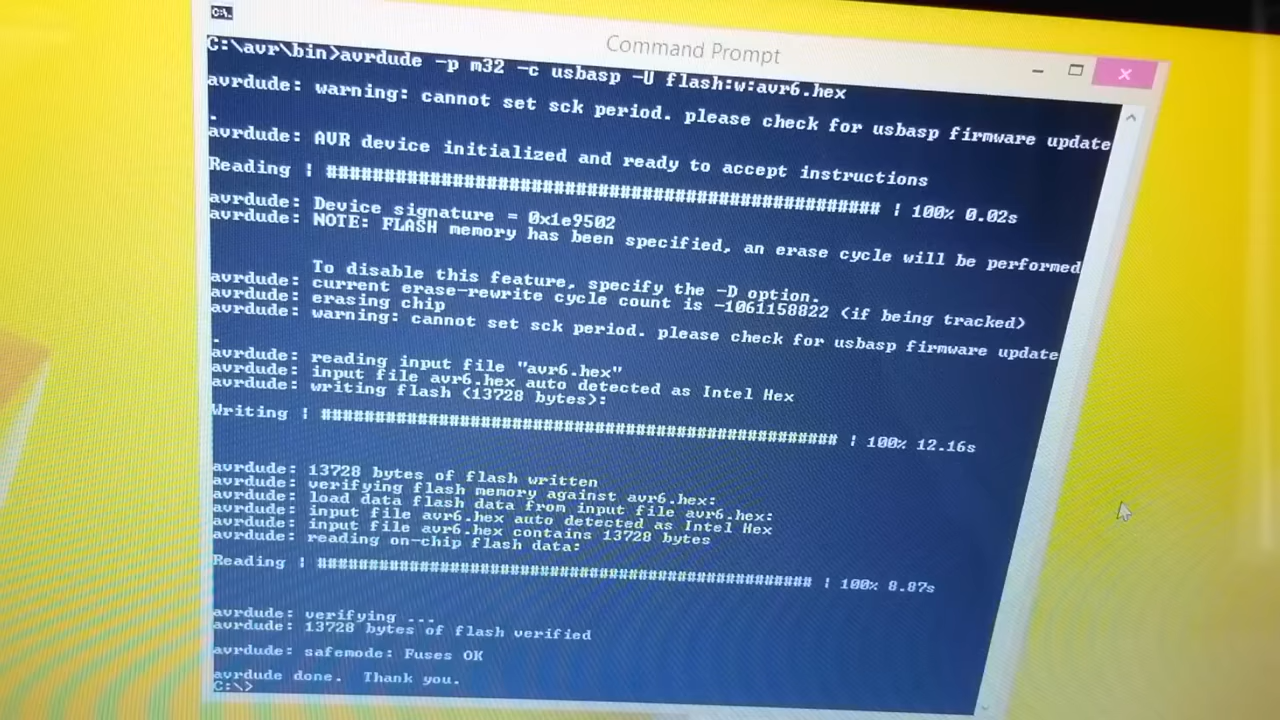 C:\.
Command Prompt
C:\avr\bin>avrdude -p m32 -c usbasp -U flash:w:avr6.hex
avrdude: warning: cannot set sck period. please check for usbasp firmware update
.
avrdude: AVR device initialized and ready to accept instructions
Reading | ################################################## | 100% 0.02s
avrdude: Device signature = 0x1e9502
avrdude: NOTE: FLASH memory has been specified, an erase cycle will be performed
To disable this feature, specify the -D option.
avrdude: current erase-rewrite cycle count is -1061158822 (if being tracked)
avrdude: erasing chip
avrdude: warning: cannot set sck period. please check for usbasp firmware update
.
avrdude: reading input file "avr6.hex"
avrdude: input file avr6.hex auto detected as Intel Hex
avrdude: writing flash (13728 bytes):
Writing | ################################################## | 100% 12.16s
avrdude: 13728 bytes of flash written
avrdude: verifying flash memory against avr6.hex:
avrdude: load data flash data from input file avr6.hex:
avrdude: input file avr6.hex auto detected as Intel Hex
avrdude: input file avr6.hex contains 13728 bytes
avrdude: reading on-chip flash data:
Reading | ################################################## | 100% 8.87s
avrdude: verifying ...
avrdude: 13728 bytes of flash verified
avrdude: safemode: Fuses OK
avrdude done.  Thank you.
C:\>